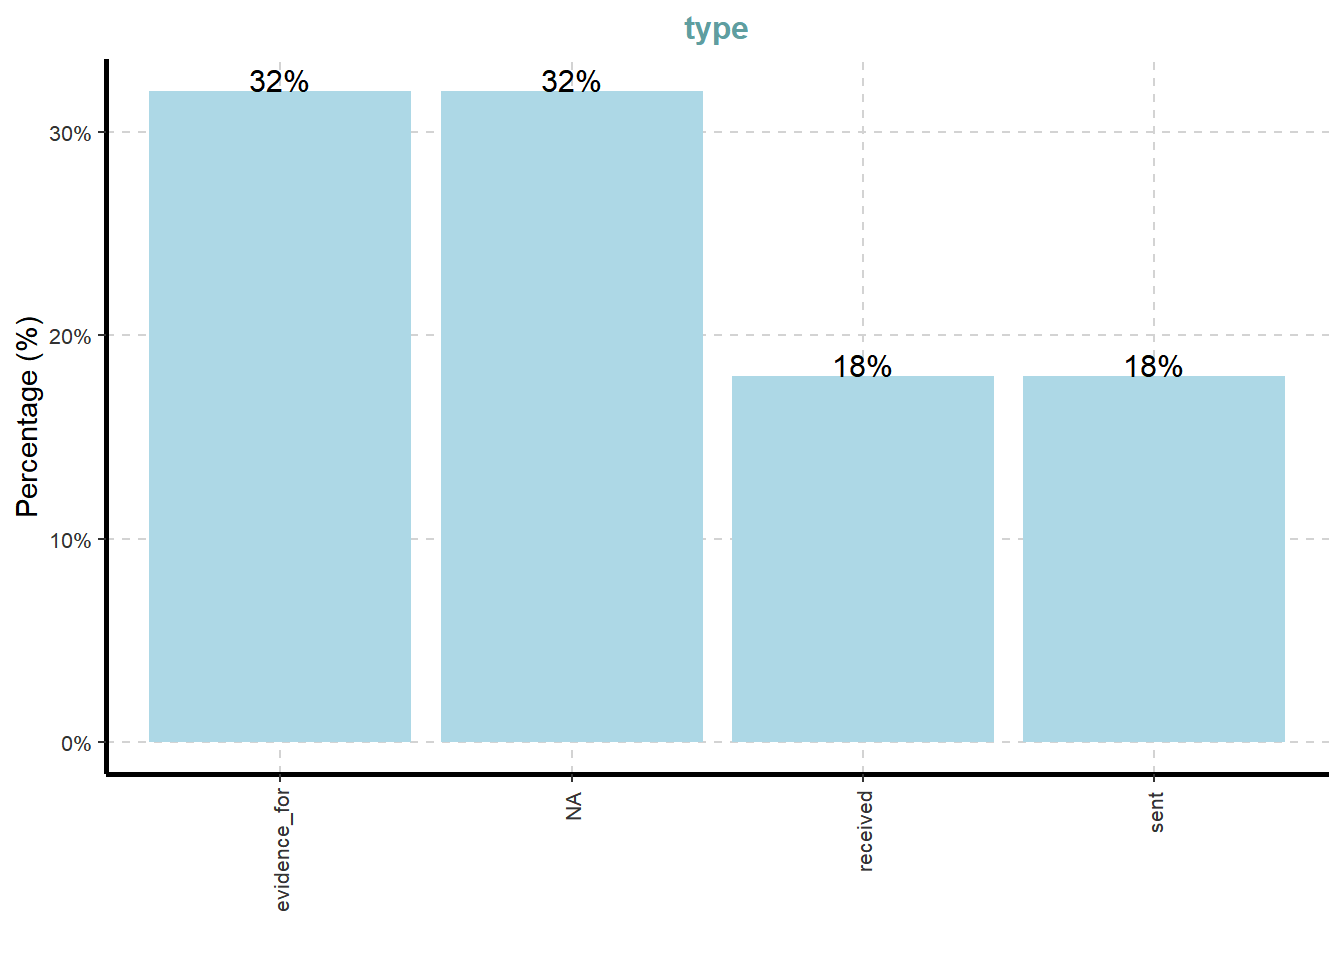 type
32%
32%
18%
18%
Percentage (%)
30%
20%
10%
0%
evidence_for
NA
received
sent